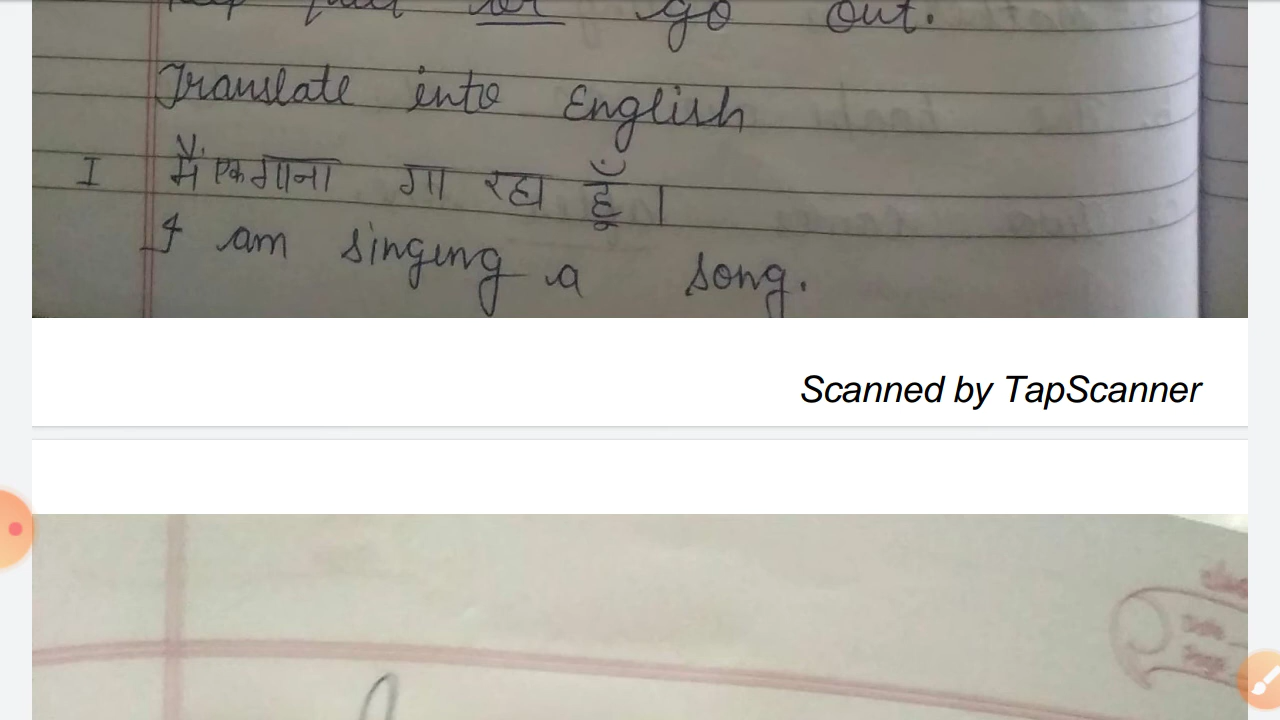 go out.
Translate into English
I मैं एक गाना गा रहा हूँ।
I am singing a song.
Scanned by TapScanner